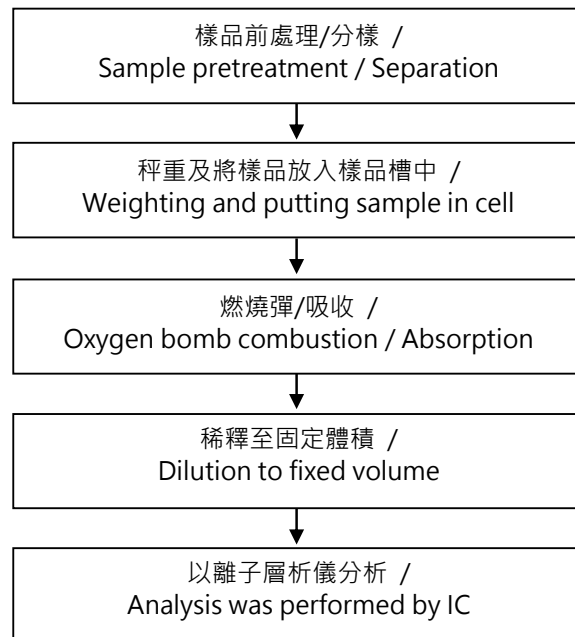 樣品前處理/分樣 /
Sample pretreatment / Separation
秤重及將樣品放入樣品槽中 /
Weighting and putting sample in cell
燃燒彈/吸收 /
Oxygen bomb combustion / Absorption
稀釋至固定體積 /
Dilution to fixed volume
以離子層析儀分析 /
Analysis was performed by IC